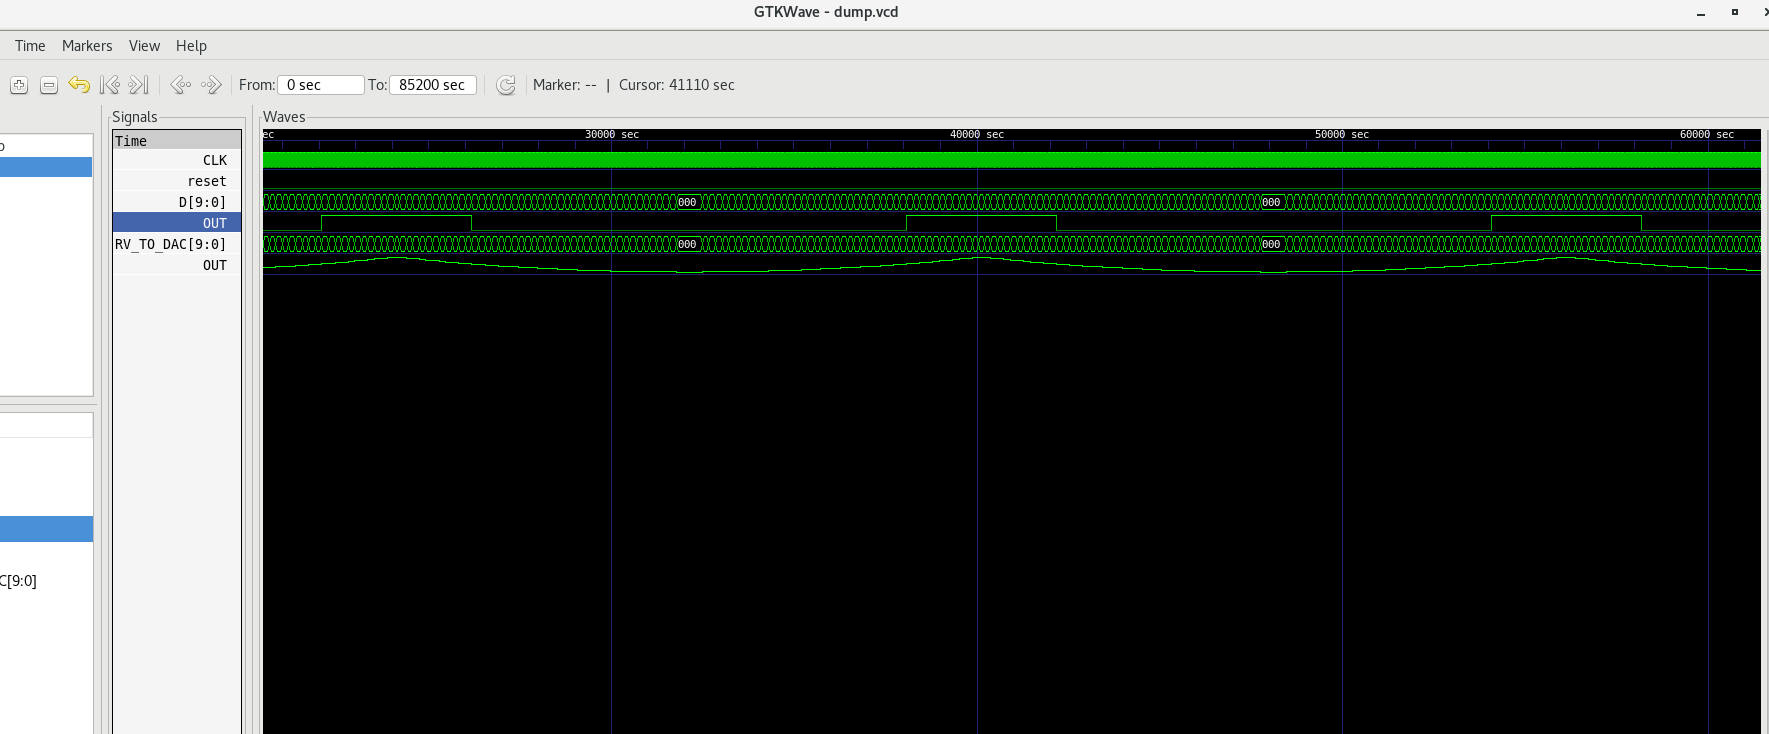 GTKWave - dump.vcd
Time Markers View Help
From: 0 sec To: 85200 sec Marker: -- | Cursor: 41110 sec
Signals
Waves
ec 30000 sec 40000 sec 50000 sec 60000 sec
Time
CLK
reset
D[9:0] 000 000
OUT
RV_TO_DAC[9:0] 000 000
OUT
C[9:0]